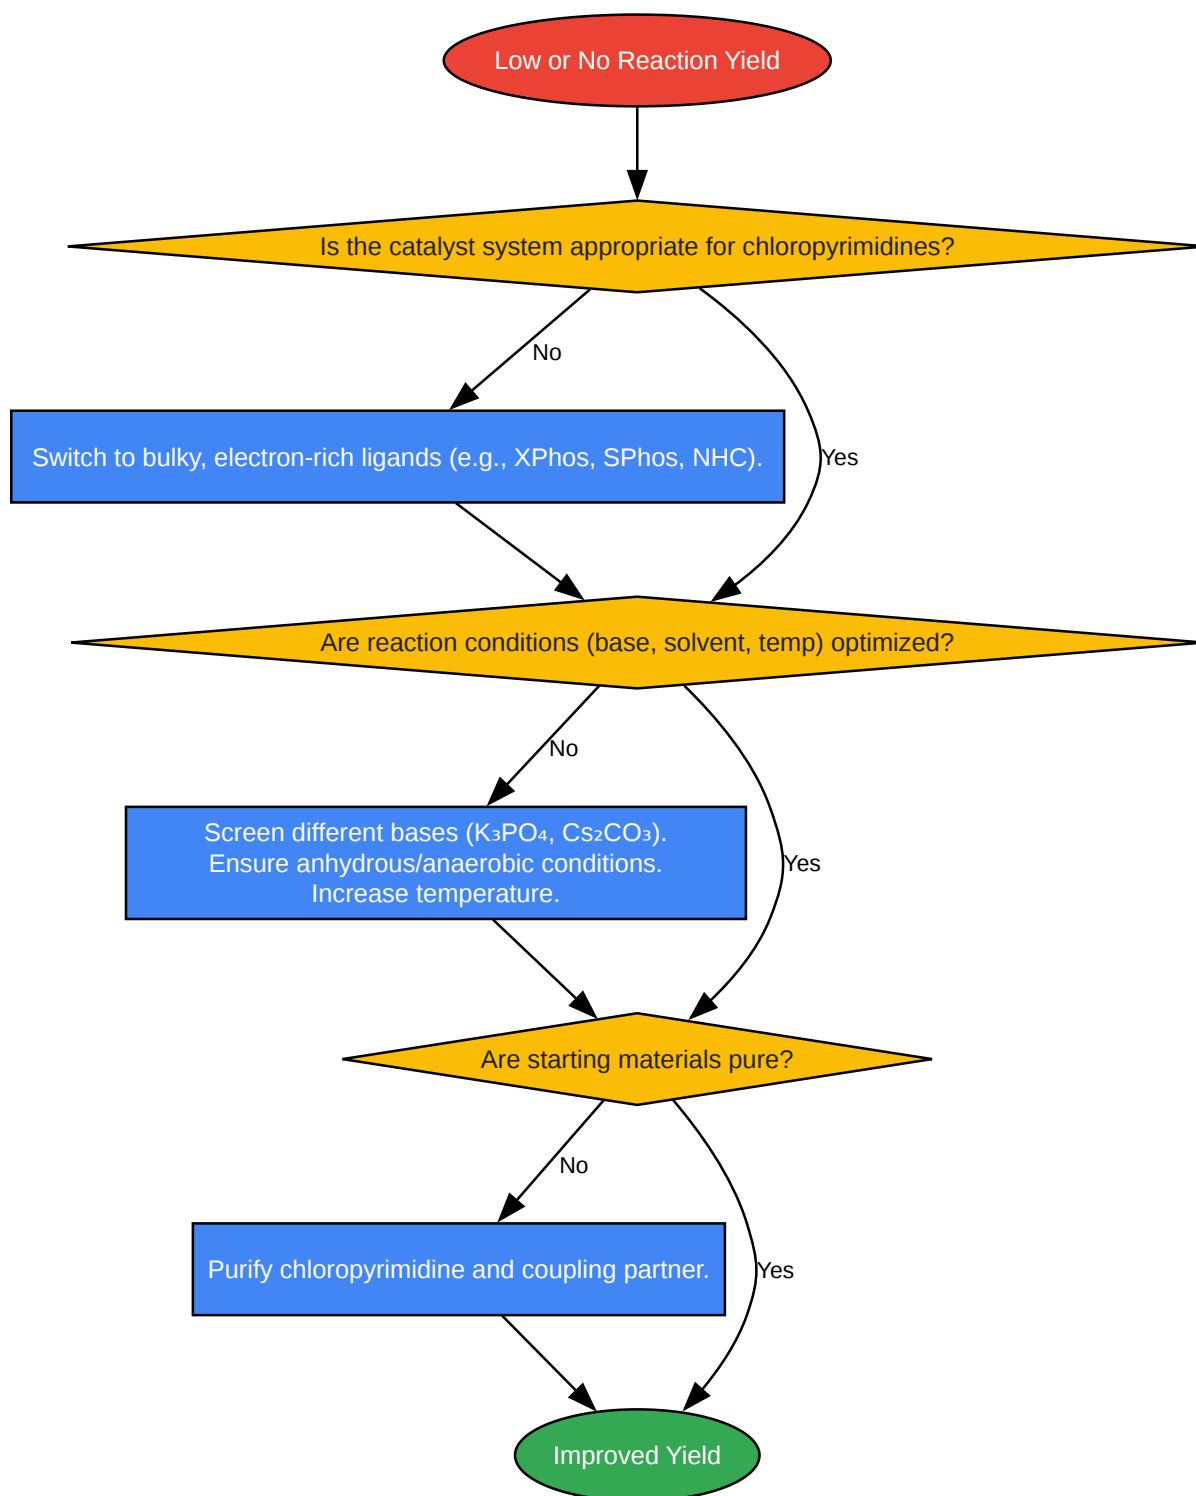 Low or No Reaction Yield
Is the catalyst system appropriate for chloropyrimidines?
No
Switch to bulky, electron-rich ligands (e.g., XPhos, SPhos, NHC).
Yes
Are reaction conditions (base, solvent, temp) optimized?
No
Screen different bases (K₃PO₄, Cs₂CO₃).
Ensure anhydrous/anaerobic conditions.
Increase temperature.
Yes
Are starting materials pure?
No
Purify chloropyrimidine and coupling partner.
Yes
Improved Yield